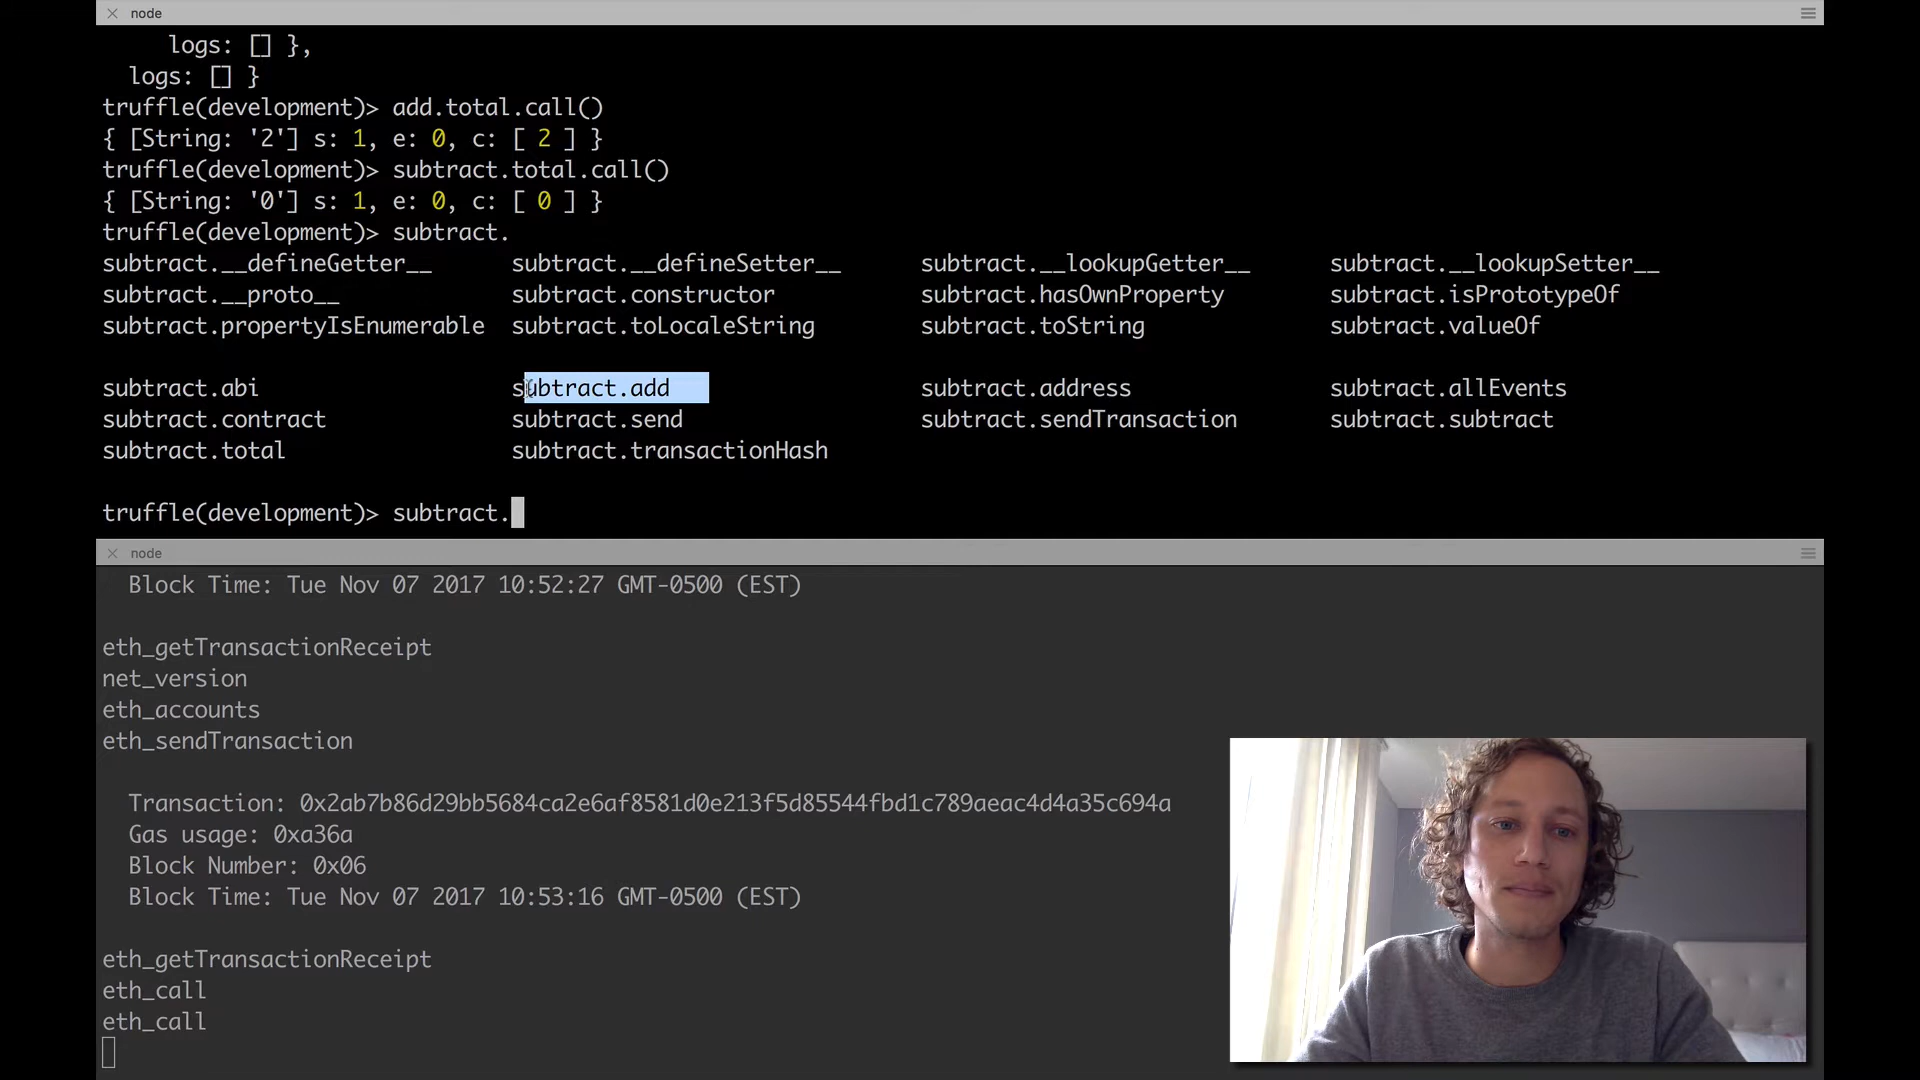 node
logs: [] },
logs: [] }
truffle(development)> add.total.call()
{ [String: '2'] s: 1, e: 0, c: [ 2 ] }
truffle(development)> subtract.total.call()
{ [String: '0'] s: 1, e: 0, c: [ 0 ] }
truffle(development)> subtract.
subtract.__defineGetter__ subtract.__defineSetter__ subtract.__lookupGetter__ subtract.__lookupSetter__
subtract.__proto__ subtract.constructor subtract.hasOwnProperty subtract.isPrototypeOf
subtract.propertyIsEnumerable subtract.toLocaleString subtract.toString subtract.valueOf
subtract.abi subtract.add subtract.address subtract.allEvents
subtract.contract subtract.send subtract.sendTransaction subtract.subtract
subtract.total subtract.transactionHash
truffle(development)> subtract.
node
Block Time: Tue Nov 07 2017 10:52:27 GMT-0500 (EST)
eth_getTransactionReceipt
net_version
eth_accounts
eth_sendTransaction
Transaction: 0x2ab7b86d29bb5684ca2e6af8581d0e213f5d85544fbd1c789aeac4d4a35c694a
Gas usage: 0xa36a
Block Number: 0x06
Block Time: Tue Nov 07 2017 10:53:16 GMT-0500 (EST)
eth_getTransactionReceipt
eth_call
eth_call